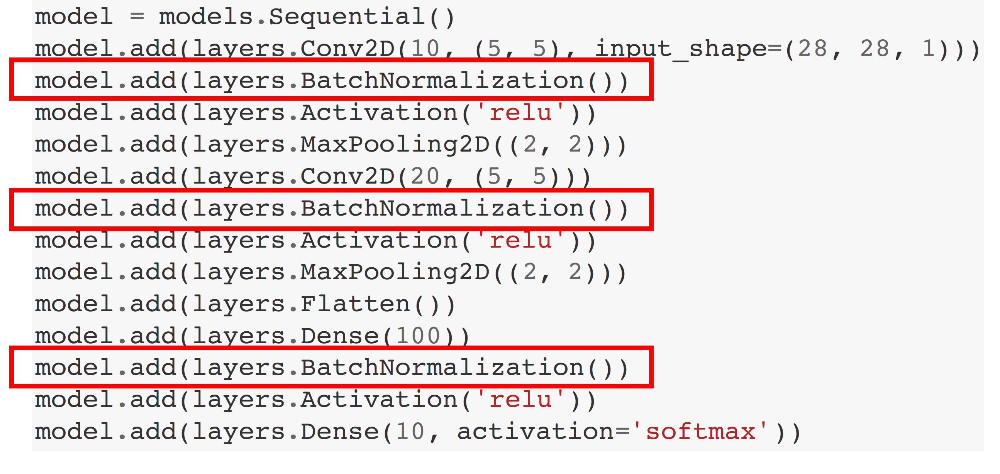 model = models.Sequential()
model.add(layers.Conv2D(10, (5, 5), input_shape=(28, 28, 1)))
model.add(layers.BatchNormalization())
model.add(layers.Activation('relu'))
model.add(layers.MaxPooling2D((2, 2)))
model.add(layers.Conv2D(20, (5, 5)))
model.add(layers.BatchNormalization())
model.add(layers.Activation('relu'))
model.add(layers.MaxPooling2D((2, 2)))
model.add(layers.Flatten())
model.add(layers.Dense(100))
model.add(layers.BatchNormalization())
model.add(layers.Activation('relu'))
model.add(layers.Dense(10, activation='softmax'))